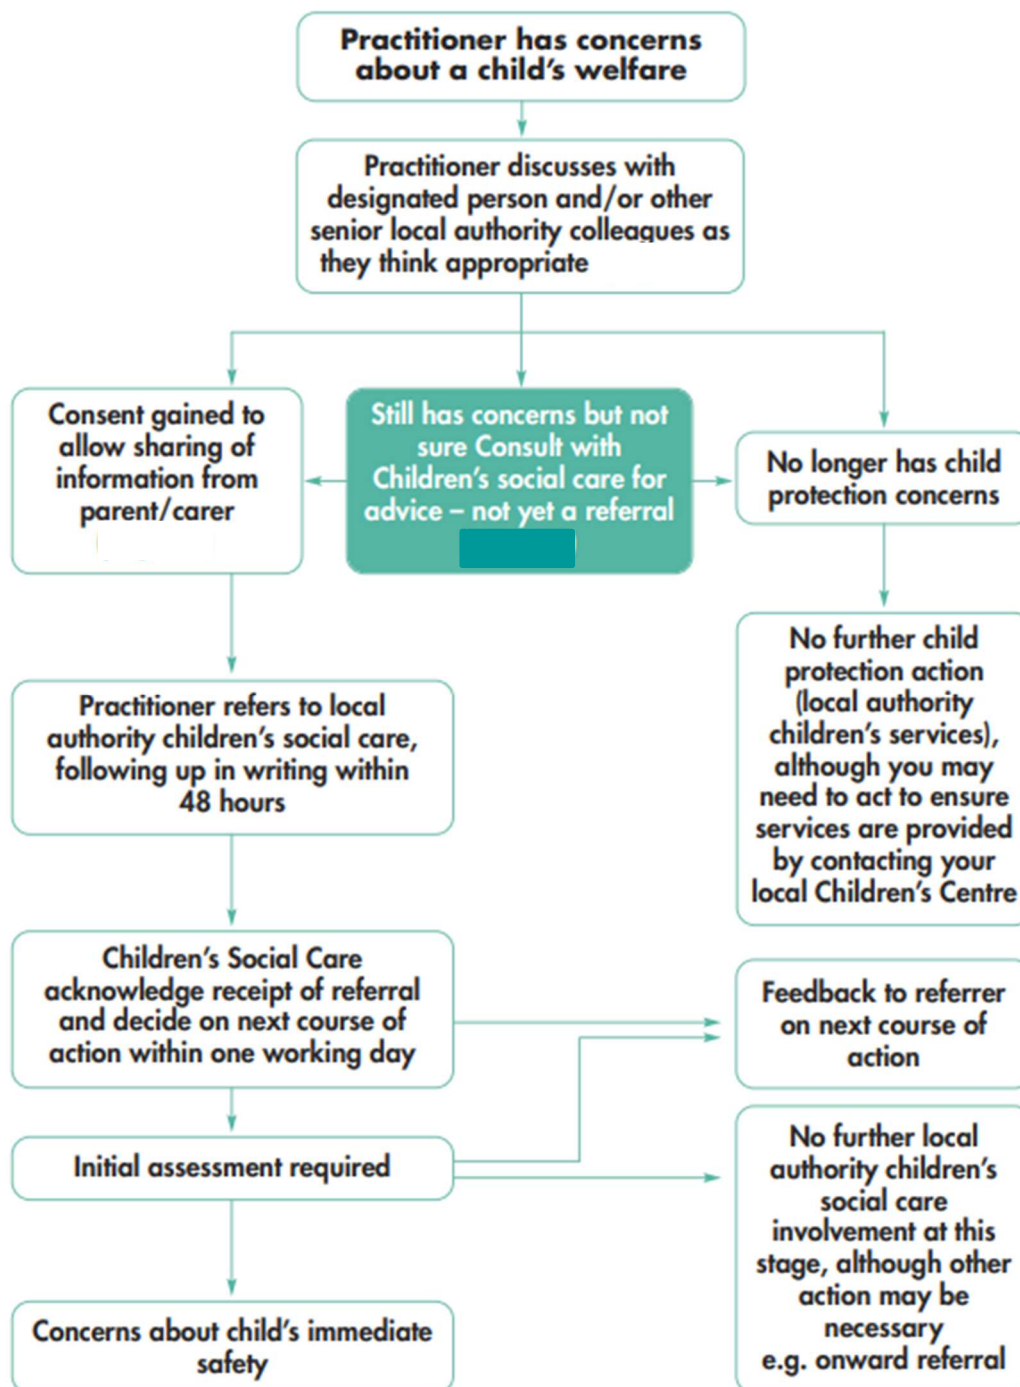 Practitioner has concerns
about a child's welfare
Practitioner discusses with
designated person and/or other
senior local authority colleagues as
they think appropriate
Consent gained to
allow sharing of
information from
parent/carer
Still has concerns but not
sure Consult with
Children's social care for
advice – not yet a referral
No longer has child
protection concerns
No further child
protection action
(local authority
children's services),
although you may
need to act to ensure
services are provided
by contacting your
local Children's Centre
Practitioner refers to local
authority children's social care,
following up in writing within
48 hours
Children's Social Care
acknowledge receipt of referral
and decide on next course of
action within one working day
Feedback to referrer
on next course of
action
Initial assessment required
No further local
authority children's
social care
involvement at this
stage, although other
action may be
necessary
e.g. onward referral
Concerns about child's immediate
safety